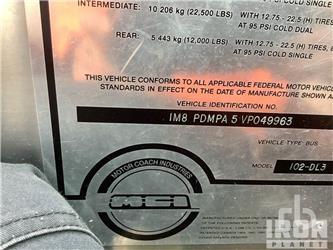 INTERMEDIATE: 10 206 kg (22,500 LBS) WITH 12.75 - 22.5 (H) TIRES,
AT 95 PSI COLD DUAL
REAR: 5 443 kg (12,000 LBS) WITH 12.75 - 22.5 (H) TIRES,
AT 95 PSI COLD SINGLE
THIS VEHICLE CONFORMS TO ALL APPLICABLE FEDERAL MOTOR VEHIC
STANDARDS IN EFFECT ON THE DATE OF MANUFACTURE SHOWN A
VEHICLE IDENTIFICATION NO.
1M8 PDMPA 5 VP049963
VEHICLE TYPE: BUS
MODEL 102-DL3
MOTOR COACH INDUSTRIES
MCI
IRON
PLANET